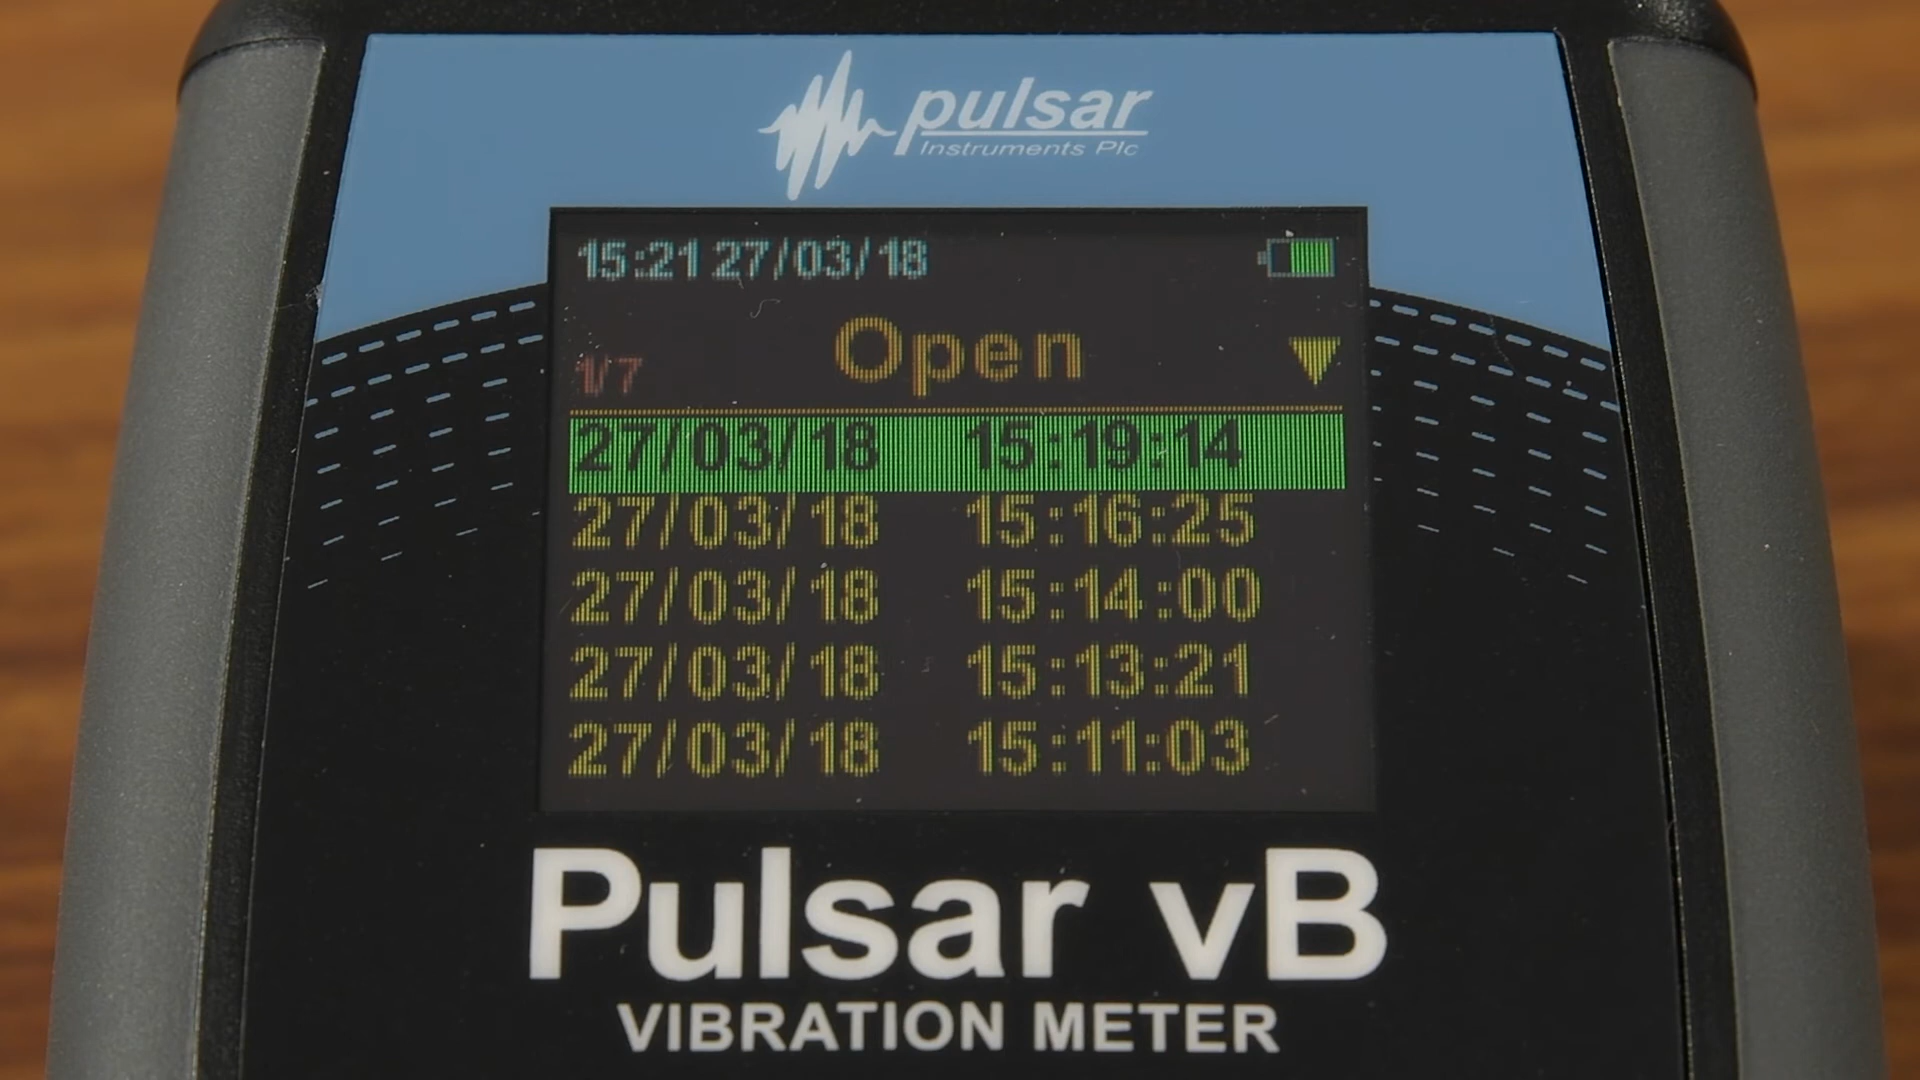 pulsar
Instruments Plc
15:21 27/03/18
Open
1/7
27/03/18 15:19:14
27/03/18 15:16:25
27/03/18 15:14:00
27/03/18 15:13:21
27/03/18 15:11:03
Pulsar vB
VIBRATION METER